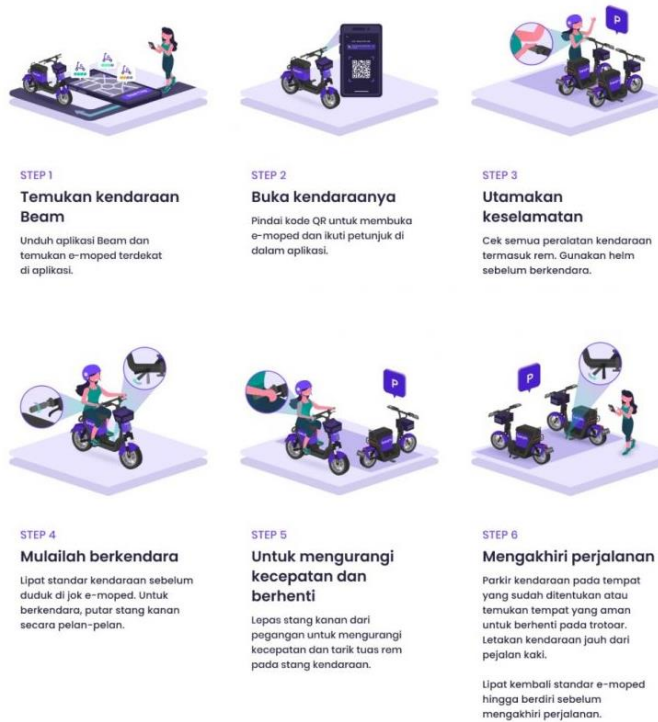 STEP 1
Temukan kendaraan
Beam
Unduh aplikasi Beam dan
temukan e-moped terdekat
di aplikasi.
STEP 2
Buka kendaraanya
Pindai kode QR untuk membuka
e-moped dan ikuti petunjuk di
dalam aplikasi.
P
STEP 3
Utamakan
keselamatan
Cek semua peralatan kendaraan
termasuk rem. Gunakan helm
sebelum berkendara.
STEP 4
Mulailah berkendara
Lipat standar kendaraan sebelum
duduk di jok e-moped. Untuk
berkendara, putar stang kanan
secara pelan-pelan.
P
STEP 5
Untuk mengurangi
kecepatan dan
berhenti
Lepas stang kanan dari
pegangan untuk mengurangi
kecepatan dan tarik tuas rem
pada stang kendaraan.
P
STEP 6
Mengakhiri perjalanan
Parkir kendaraan pada tempat
yang sudah ditentukan atau
temukan tempat yang aman
untuk berhenti pada trotoar.
Letakan kendaraan jauh dari
pejalan kaki.
Lipat kembali standar e-moped
hingga berdiri sebelum
mengakhiri perjalanan.